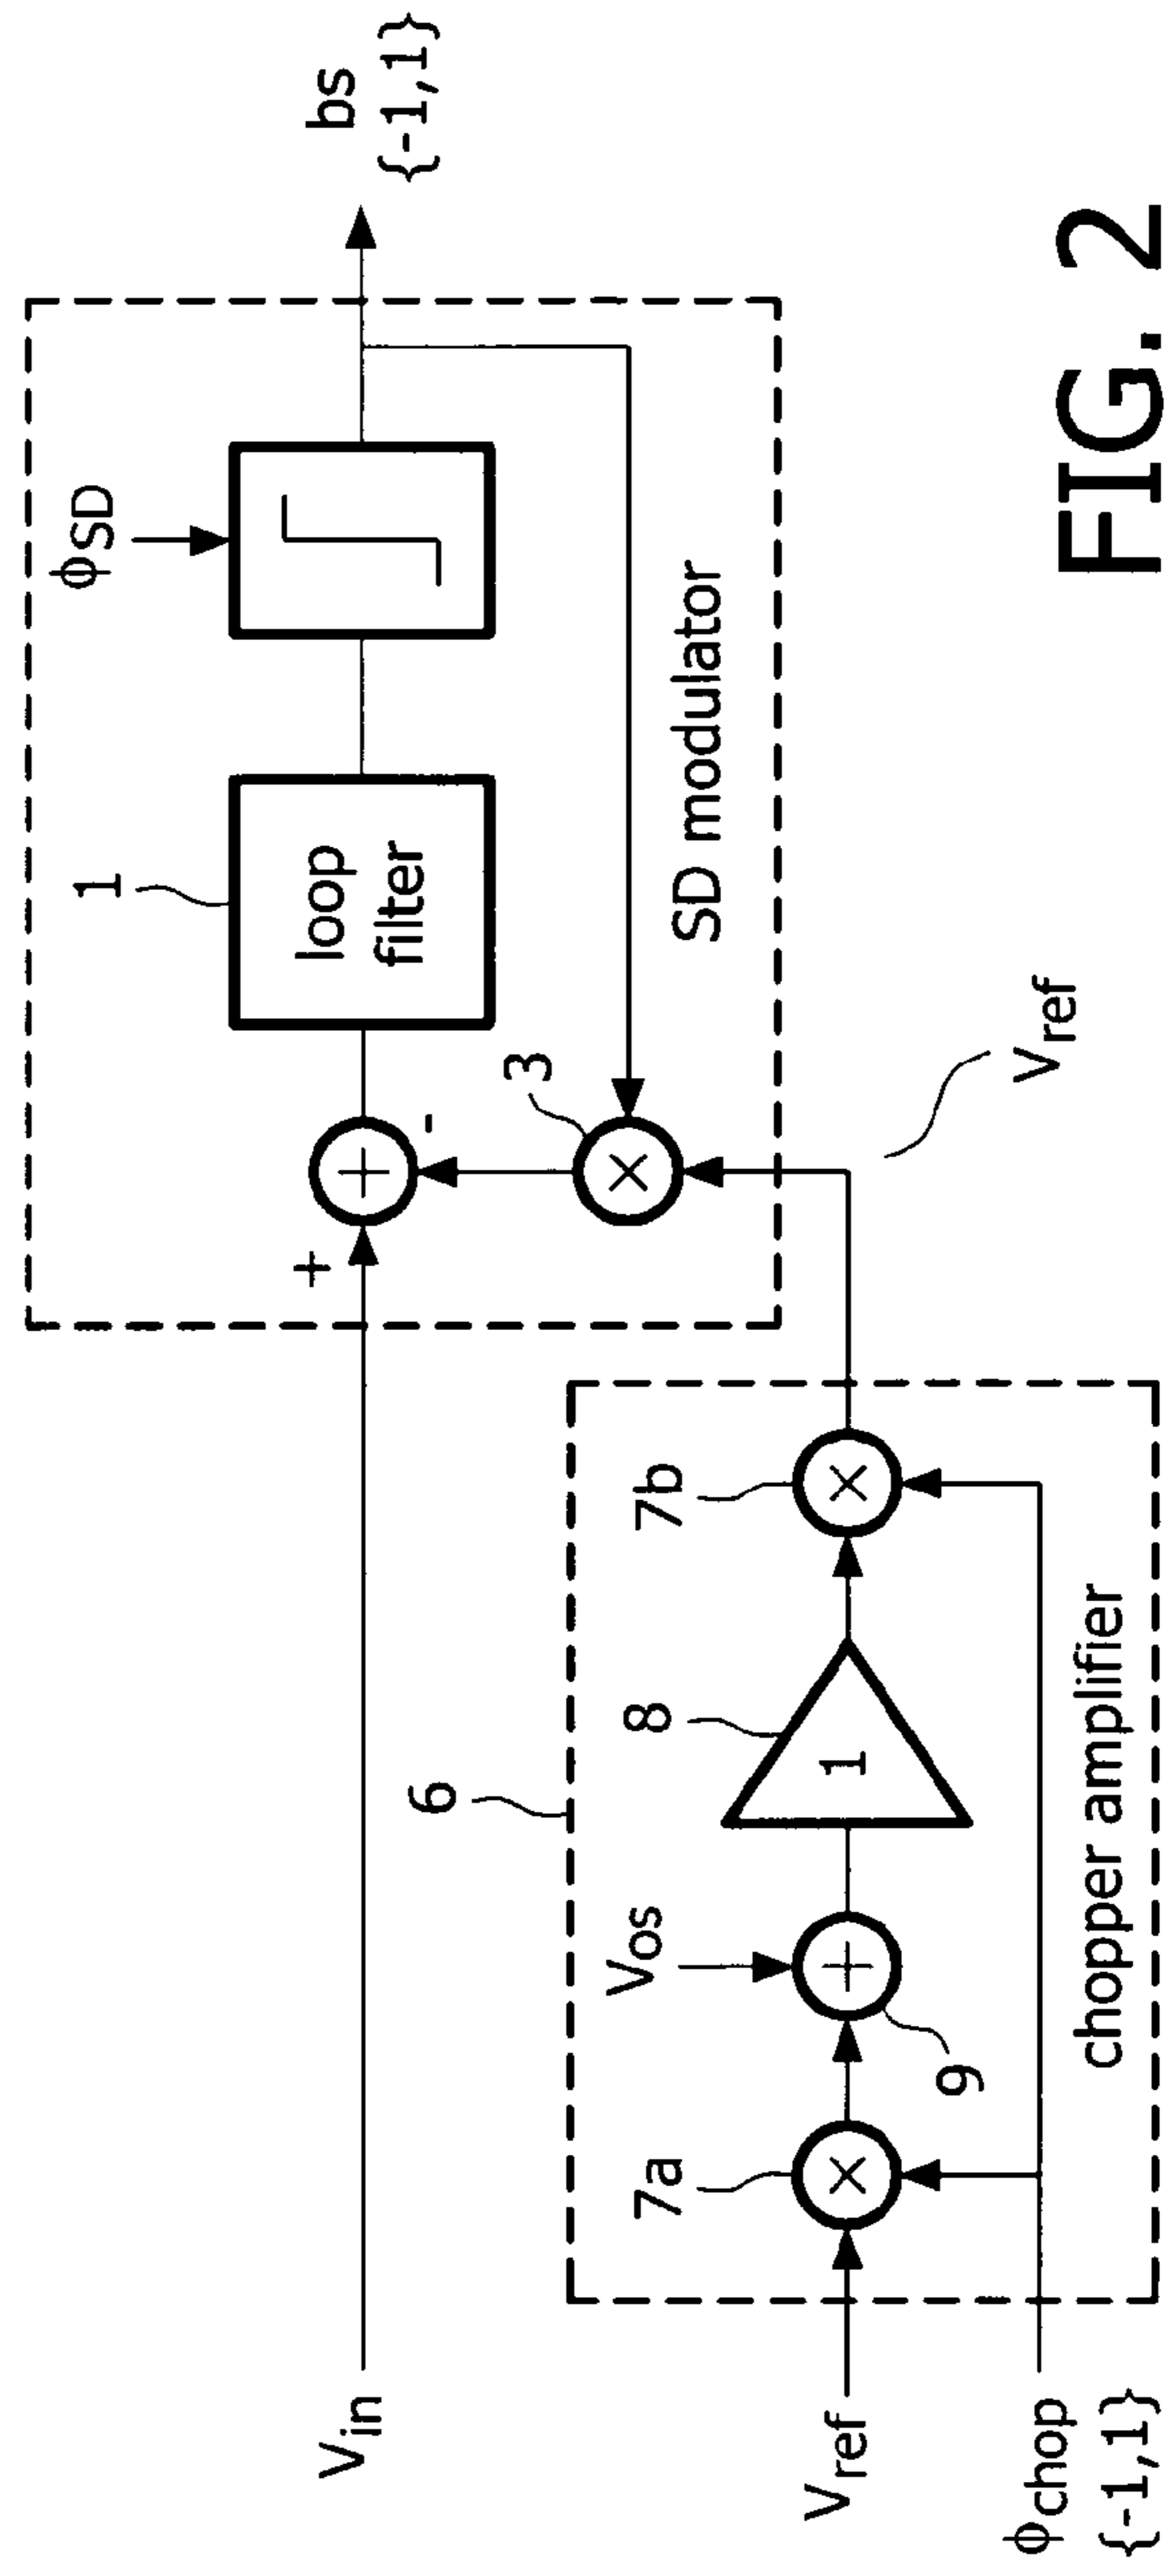 ϕSD
bs
{-1,1}
1
loop
filter
+
-
3
SD modulator
Vin
Vref
6
Vos
8
1
7b
7a
9
chopper amplifier
Vref
ϕchop
{-1,1}
FIG. 2